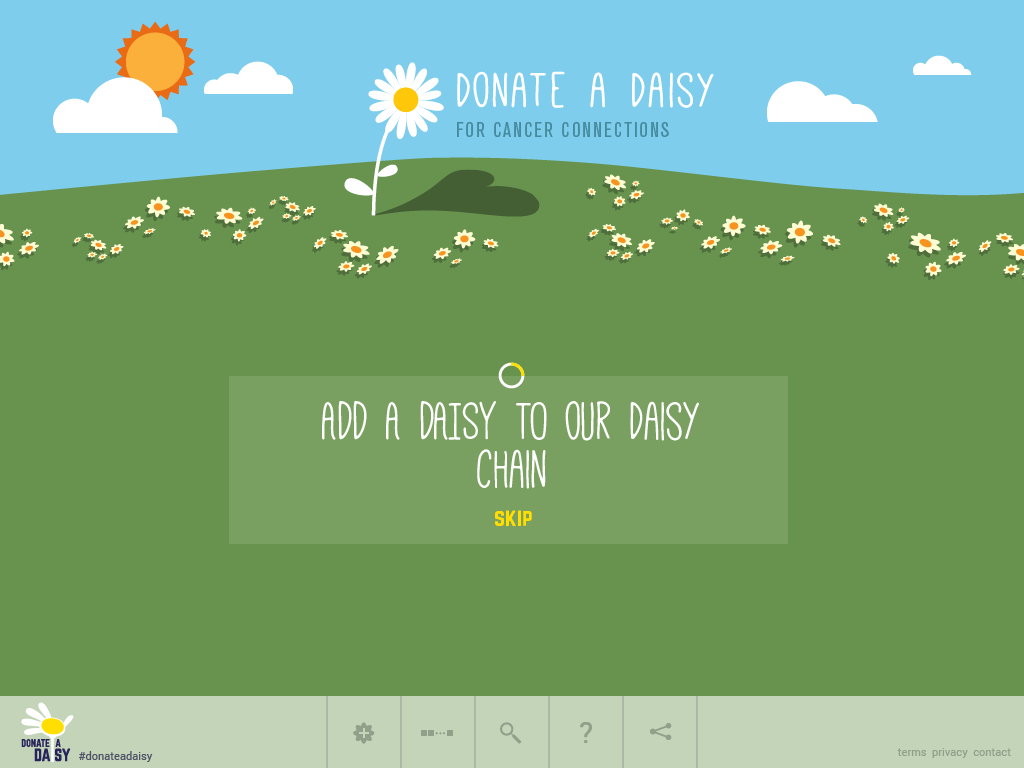 DONATE A DAISY
FOR CANCER CONNECTIONS
ADD A DAISY TO OUR DAISY
CHAIN
SKIP
DONATE A
DAISY
#donateadaisy
?
terms privacy contact